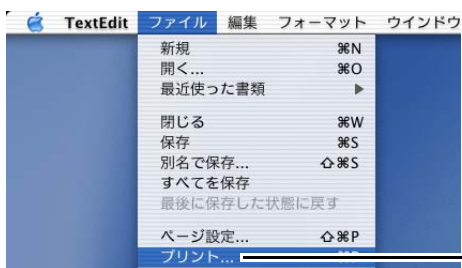 TextEdit ファイル 編集 フォーマット ウインドウ
新規 ⌘N
開く... ⌘O
最近使った書類 ▶
閉じる ⌘W
保存 ⌘S
別名で保存... ⇧⌘S
すべてを保存
最後に保存した状態に戻す
ページ設定... ⇧⌘P
プリント...